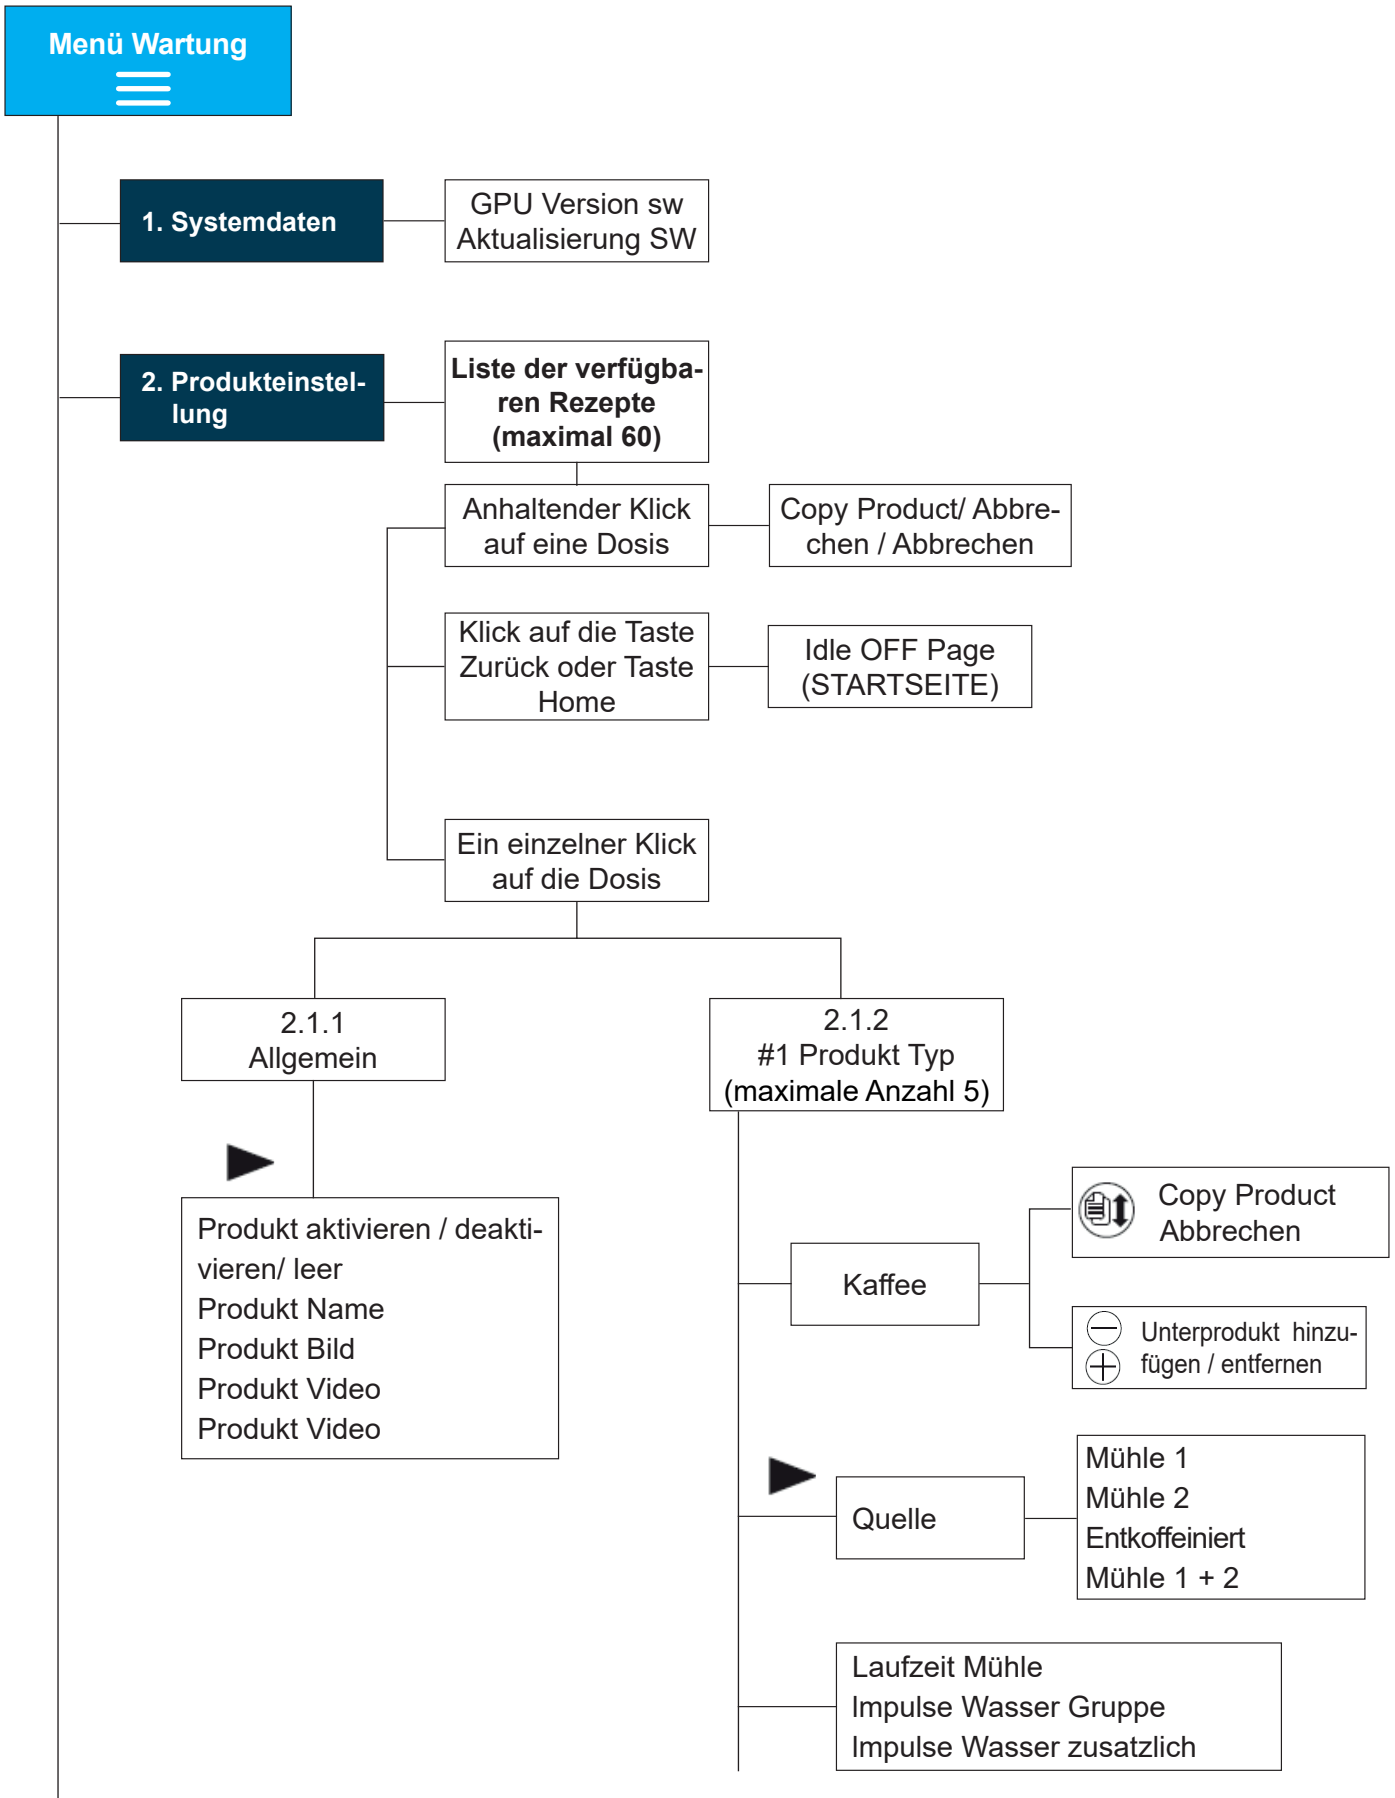 Menü Wartung
1. Systemdaten
GPU Version sw
Aktualisierung SW
2. Produkteinstel-
lung
Liste der verfügba-
ren Rezepte
(maximal 60)
Anhaltender Klick
auf eine Dosis
Copy Product/ Abbre-
chen / Abbrechen
Klick auf die Taste
Zurück oder Taste
Home
Idle OFF Page
(STARTSEITE)
Ein einzelner Klick
auf die Dosis
2.1.1
Allgemein
2.1.2
#1 Produkt Typ
(maximale Anzahl 5)
Produkt aktivieren / deakti-
vieren/ leer
Produkt Name
Produkt Bild
Produkt Video
Produkt Video
Kaffee
Copy Product
Abbrechen
Unterprodukt hinzu-
fügen / entfernen
Quelle
Mühle 1
Mühle 2
Entkoffeiniert
Mühle 1 + 2
Laufzeit Mühle
Impulse Wasser Gruppe
Impulse Wasser zusatzlich